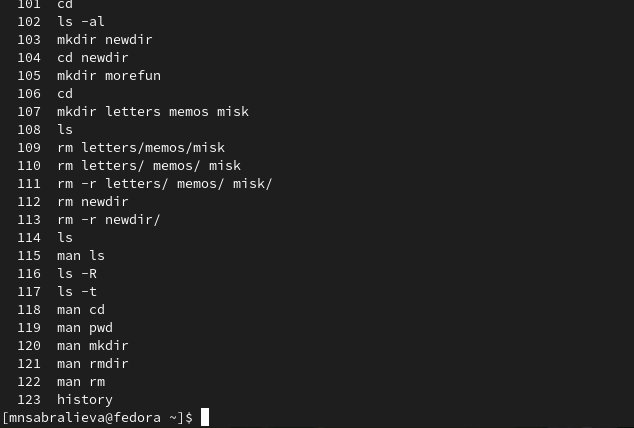 101 cd
102 ls -al
103 mkdir newdir
104 cd newdir
105 mkdir morefun
106 cd
107 mkdir letters memos misk
108 ls
109 rm letters/memos/misk
110 rm letters/ memos/ misk
111 rm -r letters/ memos/ misk/
112 rm newdir
113 rm -r newdir/
114 ls
115 man ls
116 ls -R
117 ls -t
118 man cd
119 man pwd
120 man mkdir
121 man rmdir
122 man rm
123 history
[mnsabralieva@fedora ~]$